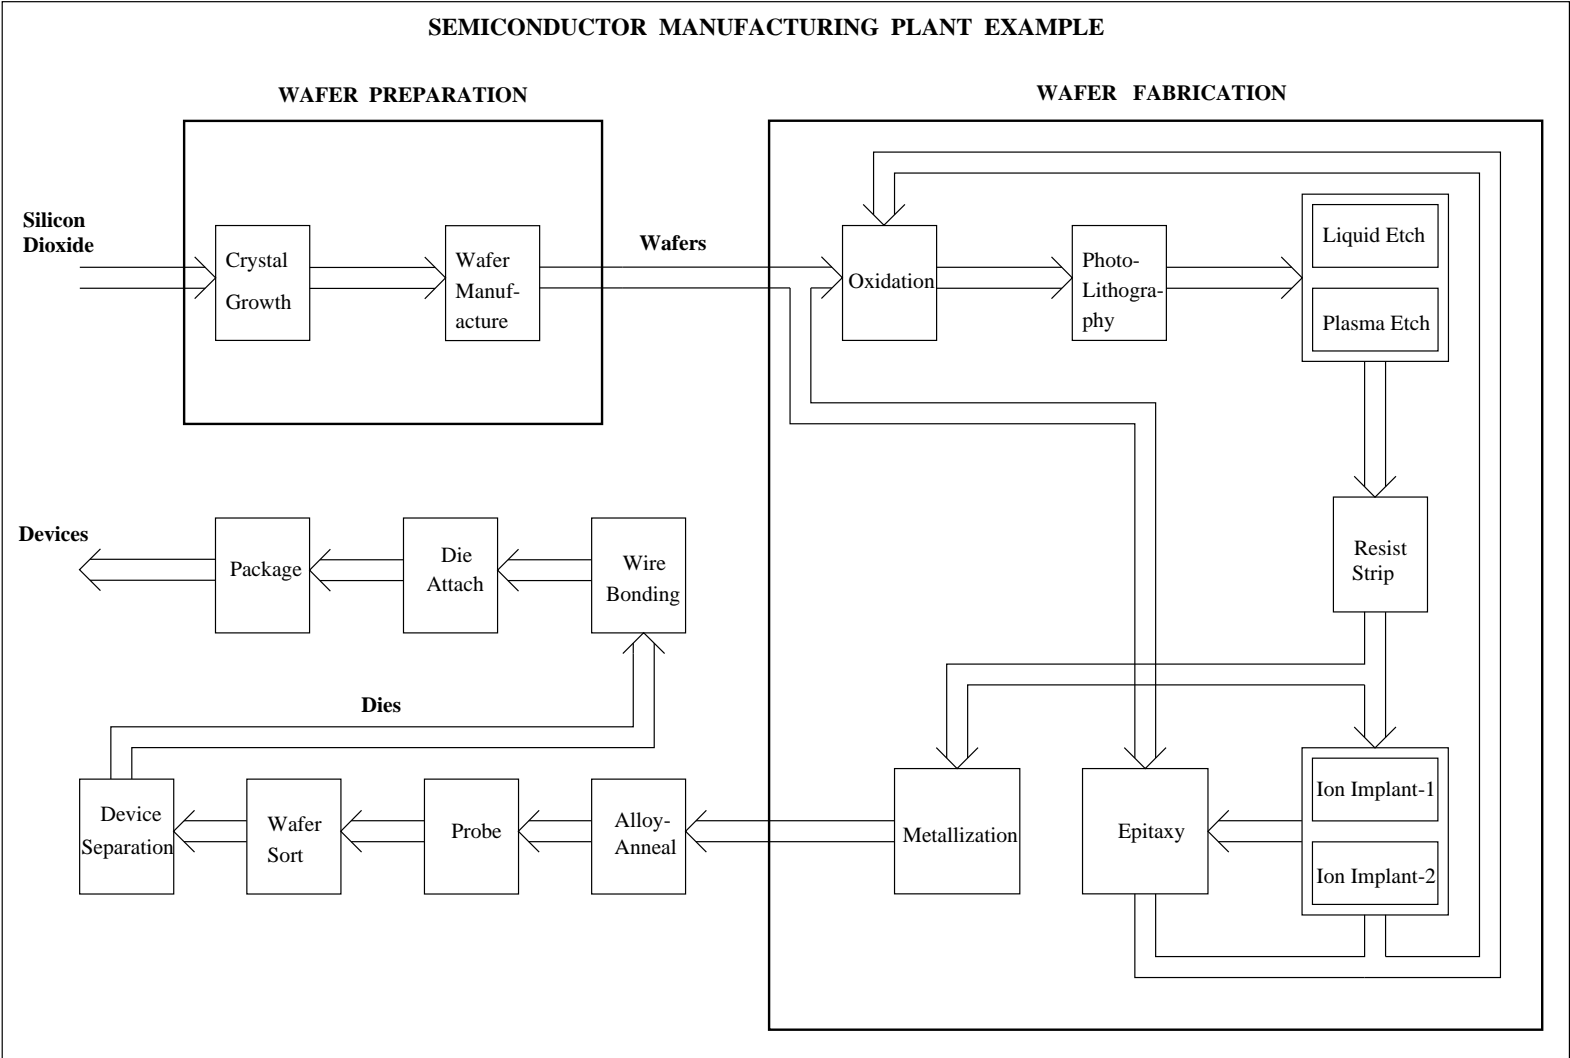 SEMICONDUCTOR MANUFACTURING PLANT EXAMPLE
WAFER PREPARATION
WAFER FABRICATION
Silicon
Dioxide
Crystal
Growth
Wafer
Manuf-
acture
Wafers
Oxidation
Photo-
Lithogra-
phy
Liquid Etch
Plasma Etch
Devices
Package
Die
Attach
Wire
Bonding
Resist
Strip
Dies
Device
Separation
Wafer
Sort
Probe
Alloy-
Anneal
Metallization
Epitaxy
Ion Implant-1
Ion Implant-2